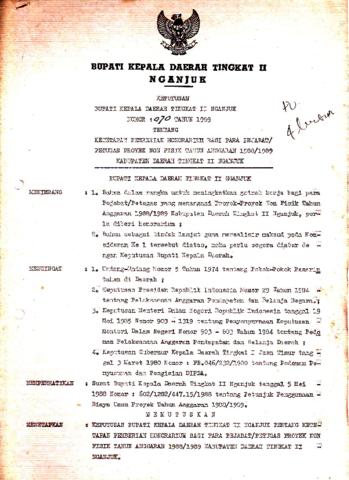 BUPATI KEPALA DAERAH TINGKAT II
NGANJUK
KEPUTUSAN
BUPATI KEPALA DAERAH TINGKAT II NGANJUK
NOMOR : 070 TAHUN 1999
TENTANG
KETETAPAN PEMBERIAN HONORARIUM BAGI PARA PEJABAT/
PETUGAS PROYEK NON FISIK TAHUN ANGGARAN 1988/1989
KABUPATEN DAERAH TINGKAT II NGANJUK
BUPATI KEPALA DAERAH TINGKAT II NGANJUK
MENIMBANG : 1. Bahwa dalam rangka untuk meningkatkan gairah kerja bagi para
Pejabat/Petugas yang menangani Proyek-Proyek Non Fisik Tahun
Anggaran 1988/1989 Kabupaten Daerah Tingkat II Nganjuk, per-
lu diberi honorarium ;
2. Bahwa sebagai tindak lanjut guna merealisir maksud pada Kon-
sideran Ke 1 tersebut diatas, maka perlu segera diatur de-
ngan Keputusan Bupati Kepala Daerah.
MENGINGAT : 1. Undang-Undang Nomor 5 Tahun 1974 tentang Pokok-Pokok Pemerin-
tahan di Daerah ;
2. Keputusan Presiden Republik Indonesia Nomor 29 Tahun 1984
tentang Pelaksanaan Anggaran Pendapatan dan Belanja Negara ;
3. Keputusan Menteri Dalam Negeri Republik Indonesia tanggal 19
Mei 1986 Nomor 903 - 1319 tentang Penyempurnaan Keputusan
Menteri Dalam Negeri Nomor 903 - 603 Tahun 1984 tentang Pedo
man Pelaksanaan Anggaran Pendapatan dan Belanja Daerah ;
4. Keputusan Gubernur Kepala Daerah Tingkat I Jawa Timur tang-
gal 3 Maret 1980 Nomor : PR.046/232/1980 tentang Pedoman Pe-
nyusunan dan Pengisian DIPDA.
MEMPERHATIKAN : Surat Bupati Kepala Daerah Tingkat II Nganjuk tanggal 5 Mei
1988 Nomor : 602/1282/447.15/1988 tentang Petunjuk Penggunaan
Biaya Umum Proyek Tahun Anggaran 1988/1989.
MEMUTUSKAN
MENETAPKAN : KEPUTUSAN BUPATI KEPALA DAERAH TINGKAT II NGANJUK TENTANG KETE-
TAPAN PEMBERIAN HONORARIUM BAGI PARA PEJABAT/PETUGAS PROYEK NON
FISIK TAHUN ANGGARAN 1988/1989 KABUPATEN DAERAH TINGKAT II
NGANJUK.